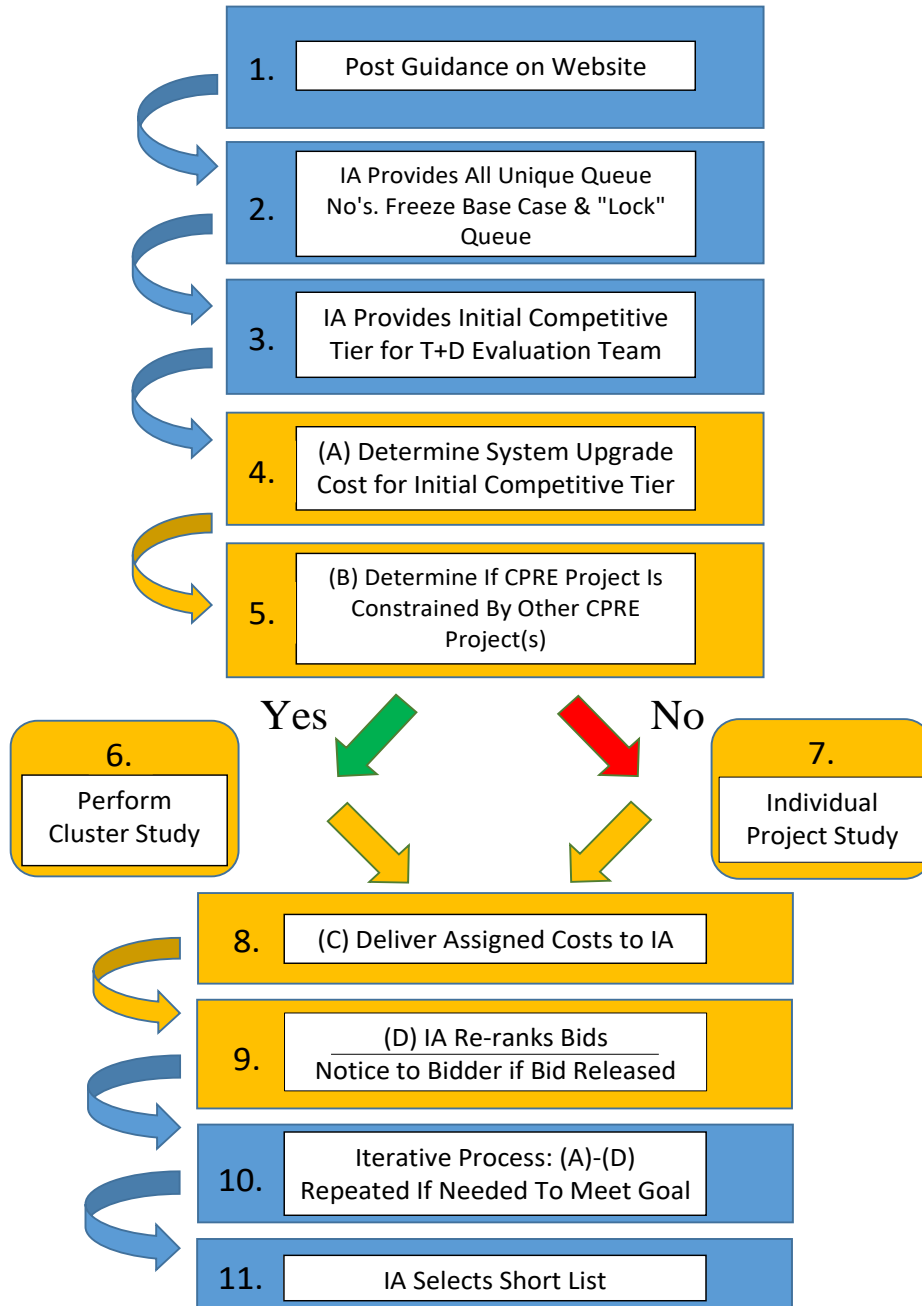 1.
Post Guidance on Website
2.
IA Provides All Unique Queue
No's. Freeze Base Case & "Lock"
Queue
3.
IA Provides Initial Competitive
Tier for T+D Evaluation Team
4.
(A) Determine System Upgrade
Cost for Initial Competitive Tier
5.
(B) Determine If CPRE Project Is
Constrained By Other CPRE
Project(s)
Yes
No
6.
Perform
Cluster Study
7.
Individual
Project Study
8.
(C) Deliver Assigned Costs to IA
9.
(D) IA Re-ranks Bids
Notice to Bidder if Bid Released
10.
Iterative Process: (A)-(D)
Repeated If Needed To Meet Goal
11.
IA Selects Short List